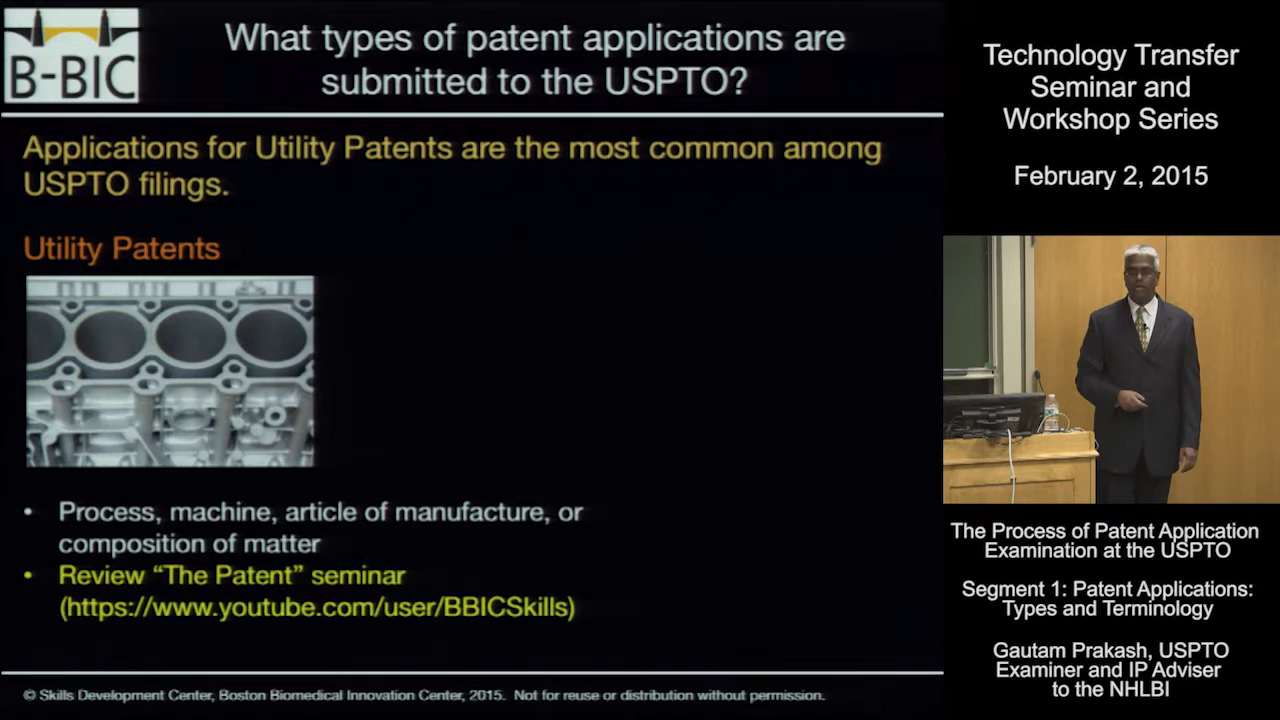 B-BIC
What types of patent applications are
submitted to the USPTO?
Applications for Utility Patents are the most common among
USPTO filings.
Utility Patents
• Process, machine, article of manufacture, or
composition of matter
• Review “The Patent” seminar
(https://www.youtube.com/user/BBICSkills)
© Skills Development Center, Boston Biomedical Innovation Center, 2015. Not for reuse or distribution without permission.
Technology Transfer
Seminar and
Workshop Series
February 2, 2015
The Process of Patent Application
Examination at the USPTO
Segment 1: Patent Applications:
Types and Terminology
Gautam Prakash, USPTO
Examiner and IP Adviser
to the NHLBI